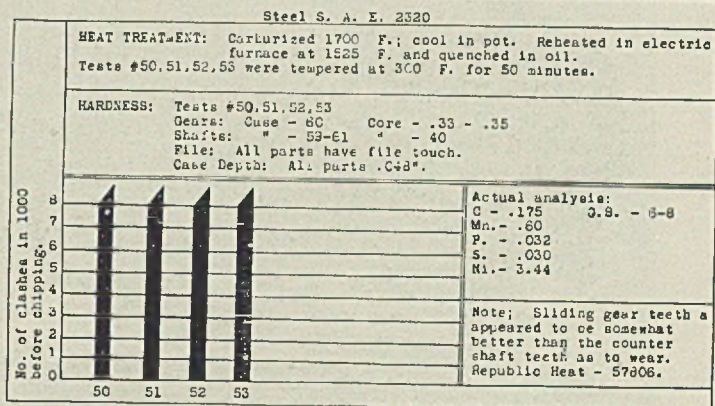 Steel S. A. E. 2320
HEAT TREATMENT: Carburized 1700 F.; cool in pot. Reheated in electric
furnace at 1525 F. and quenched in oil.
Tests #50,51,52,53 were tempered at 300 F. for 50 minutes.
HARDNESS: Tests #50,51,52,53
Gears: Case - 60 Core - .33 - .35
Shafts: " - 59-61 " - 40
File: All parts have file touch.
Case Depth: All parts .048".
No. of clashes in 1000
before chipping.
8
7
6
5
4
3
2
1
0
50 51 52 53
Actual analysis:
C - .175 G.S. - 6-8
Mn.- .60
P. - .032
S. - .030
Ni.- 3.44
Note; Sliding gear teeth a
appeared to be somewhat
better than the counter
shaft teeth as to wear.
Republic Heat - 57806.